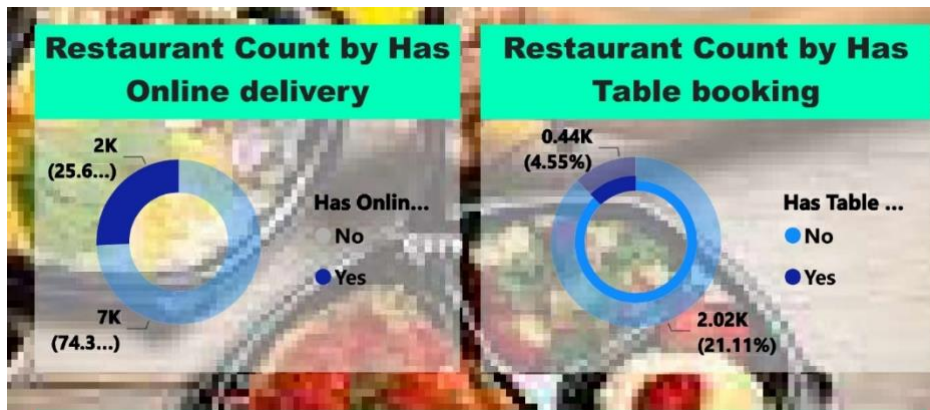 Restaurant Count by Has
Online delivery
2K
(25.6...)
7K
(74.3...)
Has Onlin...
No
Yes
Restaurant Count by Has
Table booking
0.44K
(4.55%)
2.02K
(21.11%)
Has Table ...
No
Yes